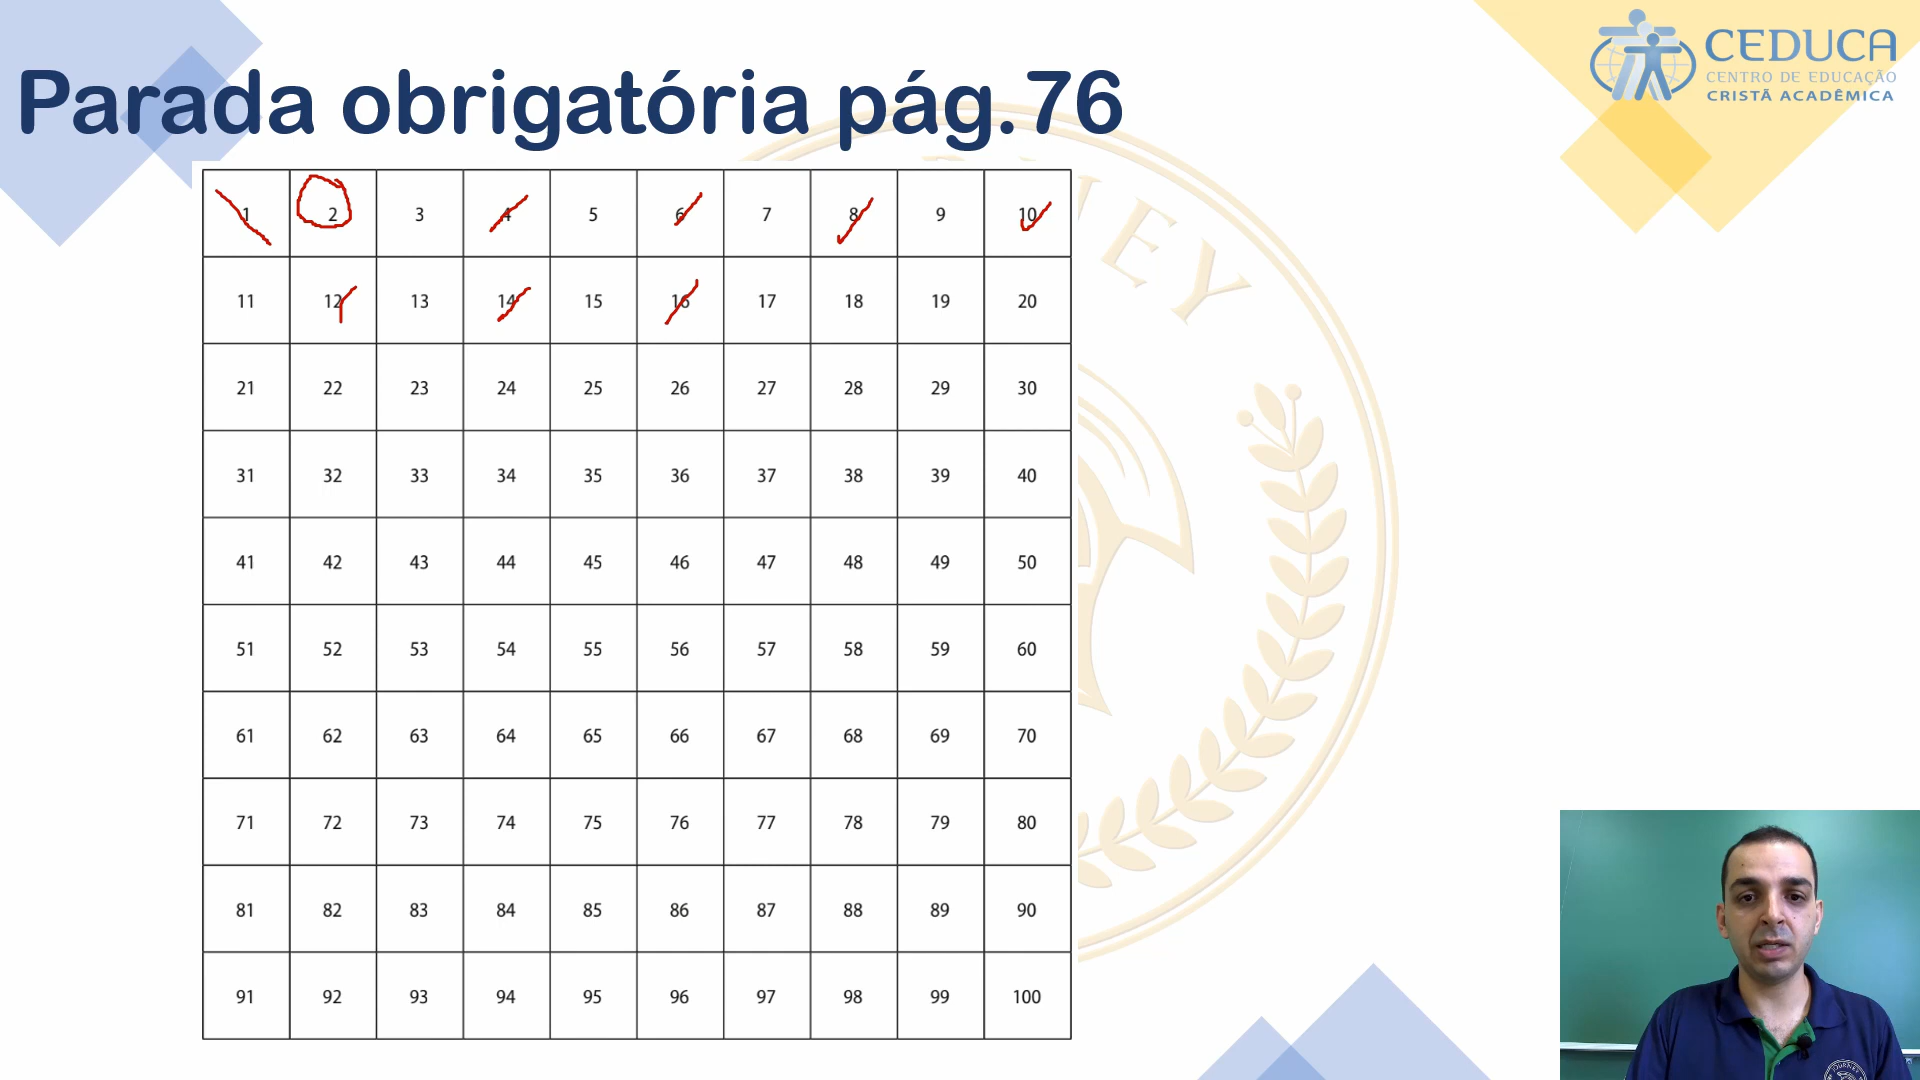 CEDUCA
CENTRO DE EDUCAÇÃO
CRISTÃ ACADÊMICA
Parada obrigatória pág.76
1 2 3 4 5 6 7 8 9 10
11 12 13 14 15 16 17 18 19 20
21 22 23 24 25 26 27 28 29 30
31 32 33 34 35 36 37 38 39 40
41 42 43 44 45 46 47 48 49 50
51 52 53 54 55 56 57 58 59 60
61 62 63 64 65 66 67 68 69 70
71 72 73 74 75 76 77 78 79 80
81 82 83 84 85 86 87 88 89 90
91 92 93 94 95 96 97 98 99 100